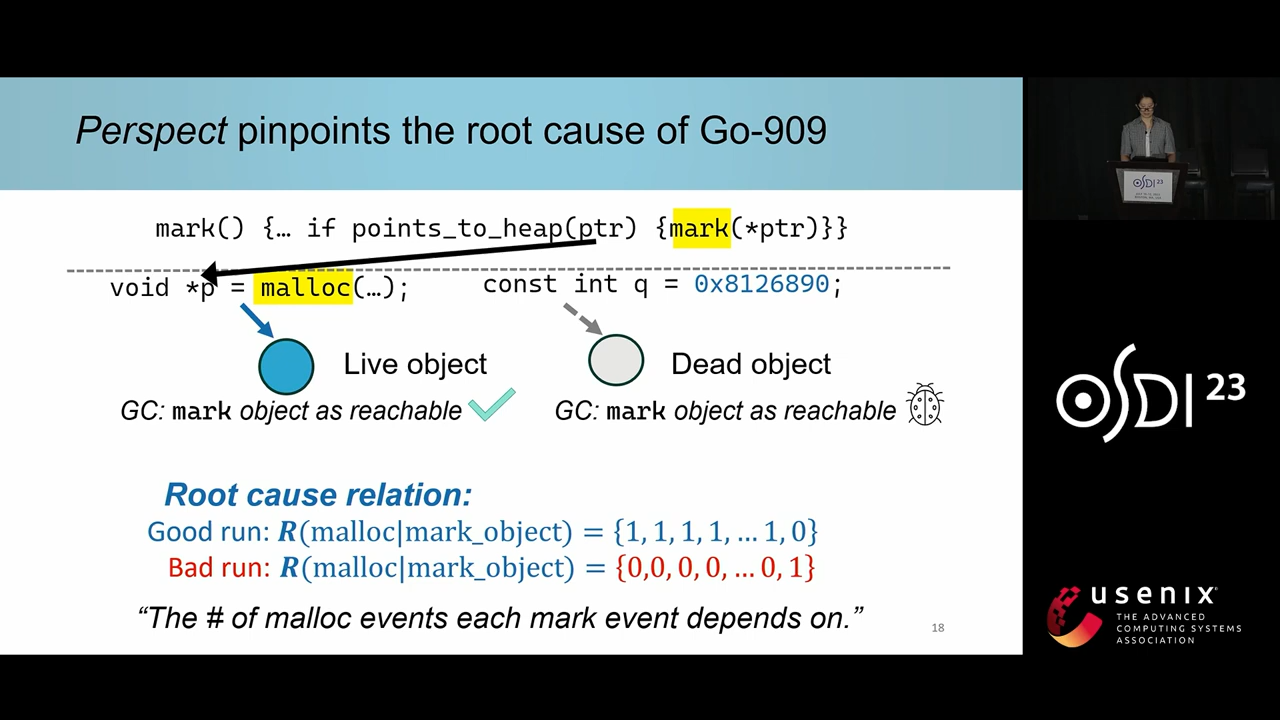 Perspect pinpoints the root cause of Go-909
mark() {… if points_to_heap(ptr) {mark(*ptr)}}
void *p = malloc(…);
const int q = 0x8126890;
Live object
Dead object
GC: mark object as reachable
GC: mark object as reachable
Root cause relation:
Good run: R(malloc|mark_object) = {1, 1, 1, 1, … 1, 0}
Bad run: R(malloc|mark_object) = {0,0, 0, 0, … 0, 1}
“The # of malloc events each mark event depends on.”
18
OSDI 23
OSDI 23
usenix
THE ADVANCED
COMPUTING SYSTEMS
ASSOCIATION